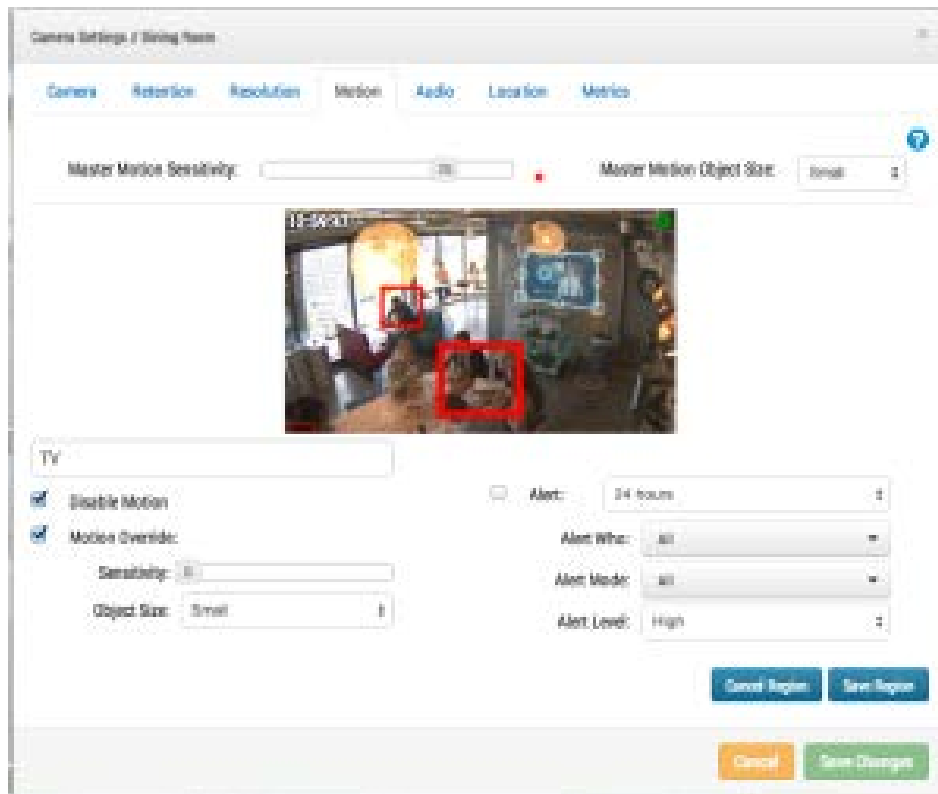 Camera Settings / Dining Room
Camera Retention Resolution Motion Audio Location Metrics
Master Motion Sensitivity: Master Motion Object Size: Small
TV
Disable Motion
Alert: 24 hours
Motion Override:
Alert Who: All
Sensitivity:
Alert Mode: All
Object Size: Small
Alert Level: High
Cancel Region Save Region
Cancel Save Changes